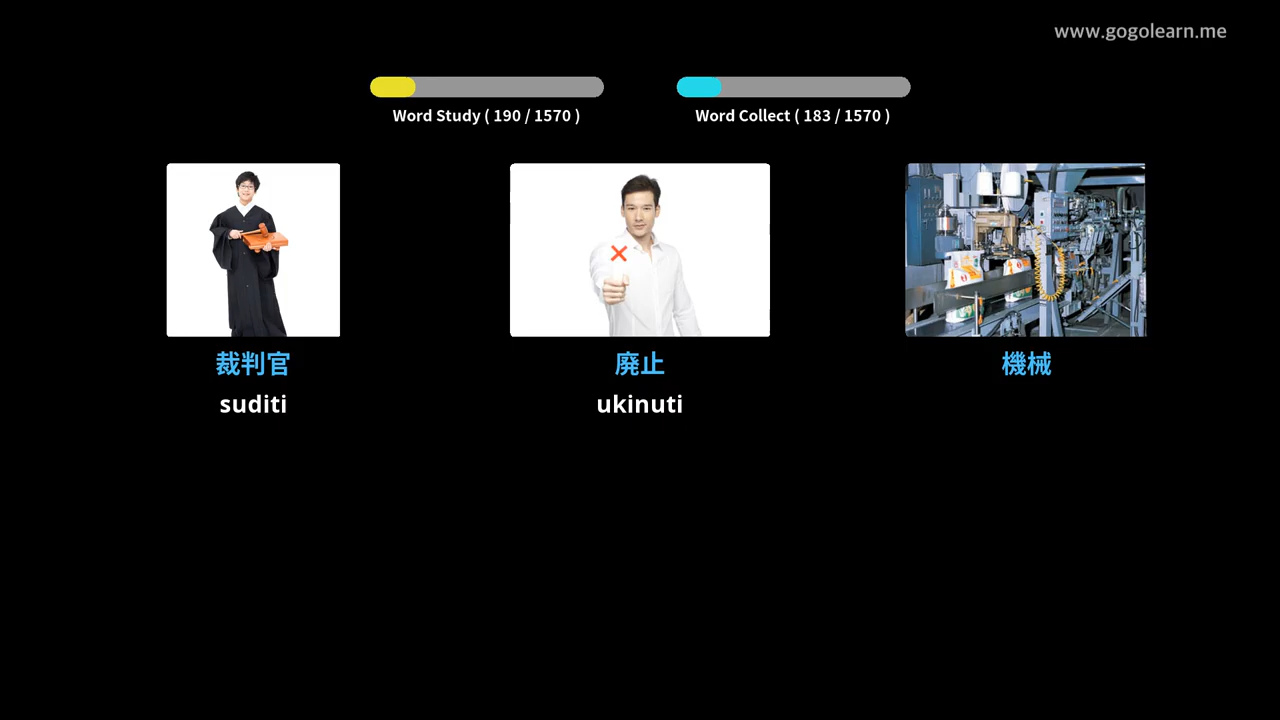 www.gogolearn.me
Word Study ( 190 / 1570 )
Word Collect ( 183 / 1570 )
裁判官
suditi
廃止
ukinuti
機械